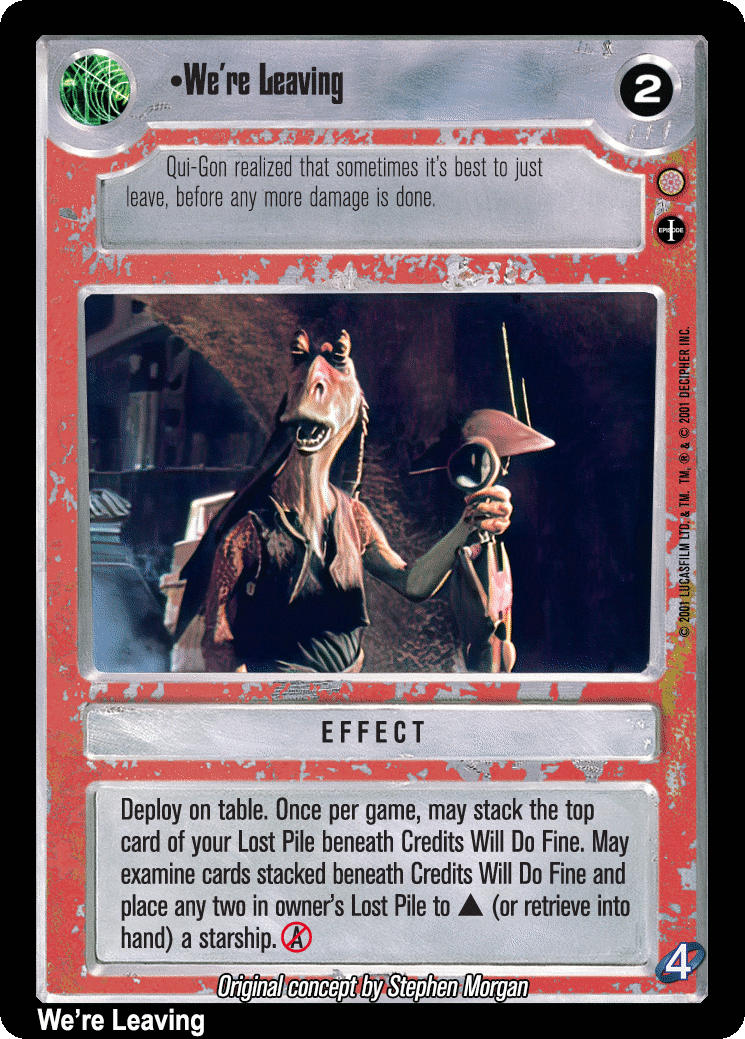 •We're Leaving
2
Qui-Gon realized that sometimes it's best to just
leave, before any more damage is done.
EPISODE
I
© 2001 LUCASFILM LTD. & TM. TM, ® & © 2001 DECIPHER INC.
EFFECT
Deploy on table. Once per game, may stack the top
card of your Lost Pile beneath Credits Will Do Fine. May
examine cards stacked beneath Credits Will Do Fine and
place any two in owner's Lost Pile to ▲ (or retrieve into
hand) a starship. A
4
Original concept by Stephen Morgan
We're Leaving